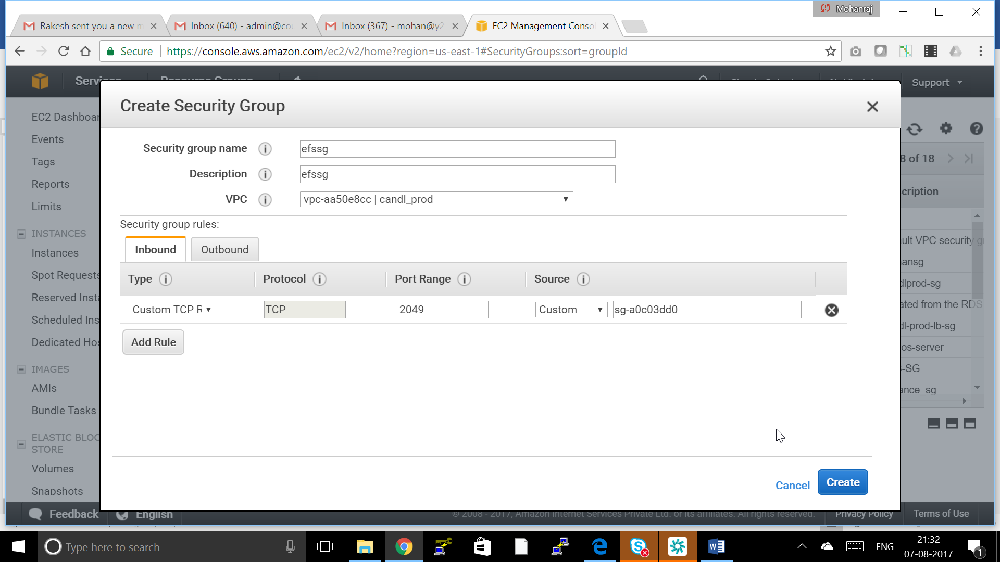 Mohanraj
Rakesh sent you a new m
Inbox (640) - admin@cou
Inbox (367) - mohan@y2
EC2 Management Conso
Secure
https://console.aws.amazon.com/ec2/v2/home?region=us-east-1#SecurityGroups:sort=groupId
Services
Resource Groups
Support
Create Security Group
EC2 Dashboar
Events
Tags
Reports
Limits
INSTANCES
Instances
Spot Requests
Reserved Insta
Scheduled Ins
Dedicated Hos
IMAGES
AMIs
Bundle Tasks
ELASTIC BLOC
STORE
Volumes
Snapshots
Security group name
efssg
Description
efssg
VPC
vpc-aa50e8cc | candl_prod
Security group rules:
Inbound
Outbound
Type
Protocol
Port Range
Source
Custom TCP R
TCP
2049
Custom
sg-a0c03dd0
Add Rule
Cancel
Create
8 of 18
cription
ult VPC security g
ansg
dlprod-sg
ated from the RDS
dl-prod-lb-sg
os-server
-SG
ance_sg
Feedback
English
© 2008 - 2017, Amazon Internet Services Private Ltd. or its affiliates. All rights reserved.
Privacy Policy
Terms of Use
Type here to search
ENG
21:32
07-08-2017
1